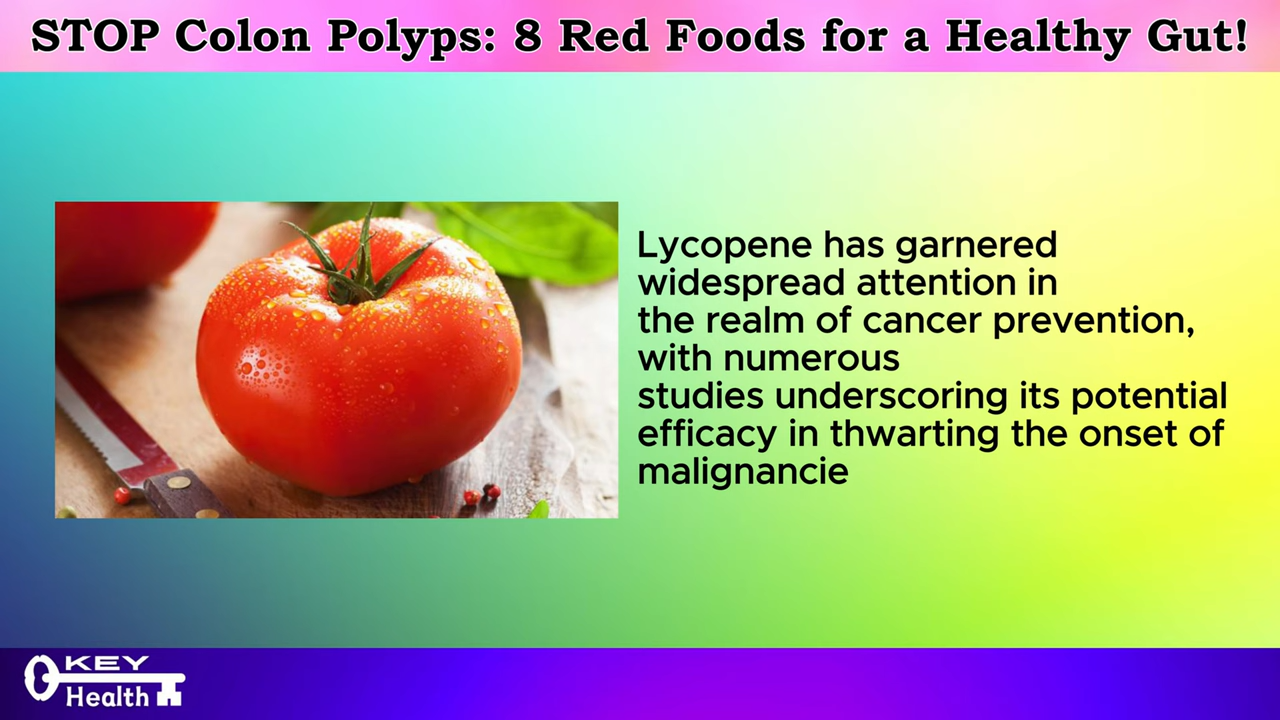 STOP Colon Polyps: 8 Red Foods for a Healthy Gut!
Lycopene has garnered
widespread attention in
the realm of cancer prevention,
with numerous
studies underscoring its potential
efficacy in thwarting the onset of
malignancie
KEY
Health